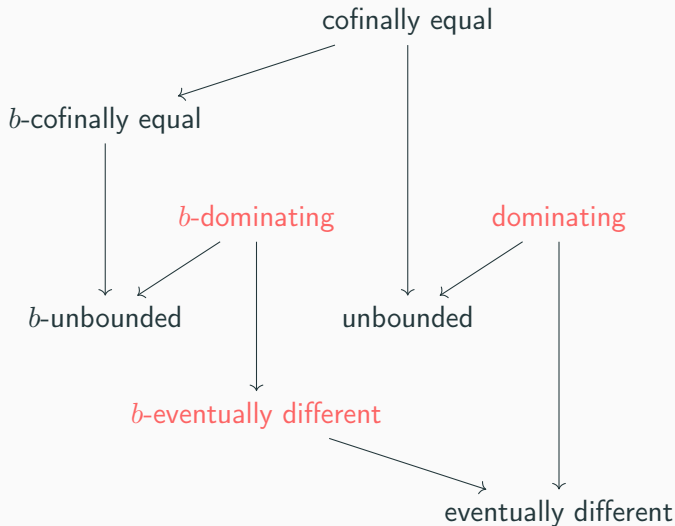 cofinally equal
b-cofinally equal
b-dominating
dominating
b-unbounded
unbounded
b-eventually different
eventually different